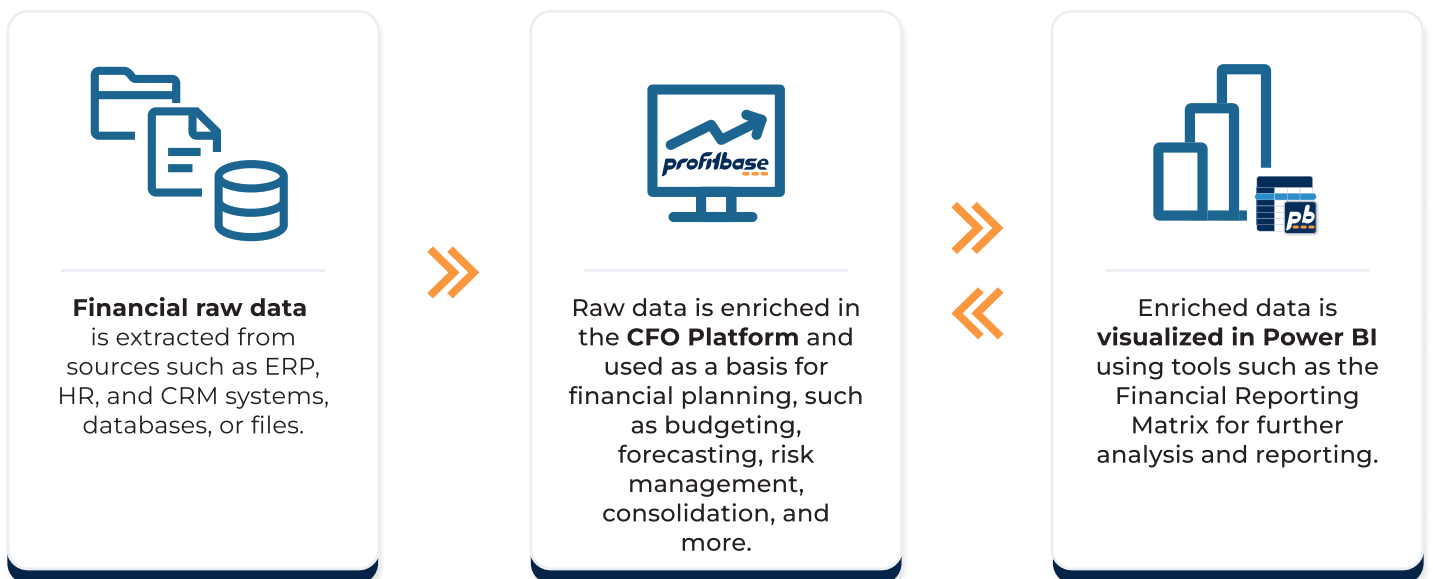 profitbase
pb
Financial raw data
is extracted from
sources such as ERP,
HR, and CRM systems,
databases, or files.
Raw data is enriched in
the CFO Platform and
used as a basis for
financial planning, such
as budgeting,
forecasting, risk
management,
consolidation, and
more.
Enriched data is
visualized in Power BI
using tools such as the
Financial Reporting
Matrix for further
analysis and reporting.